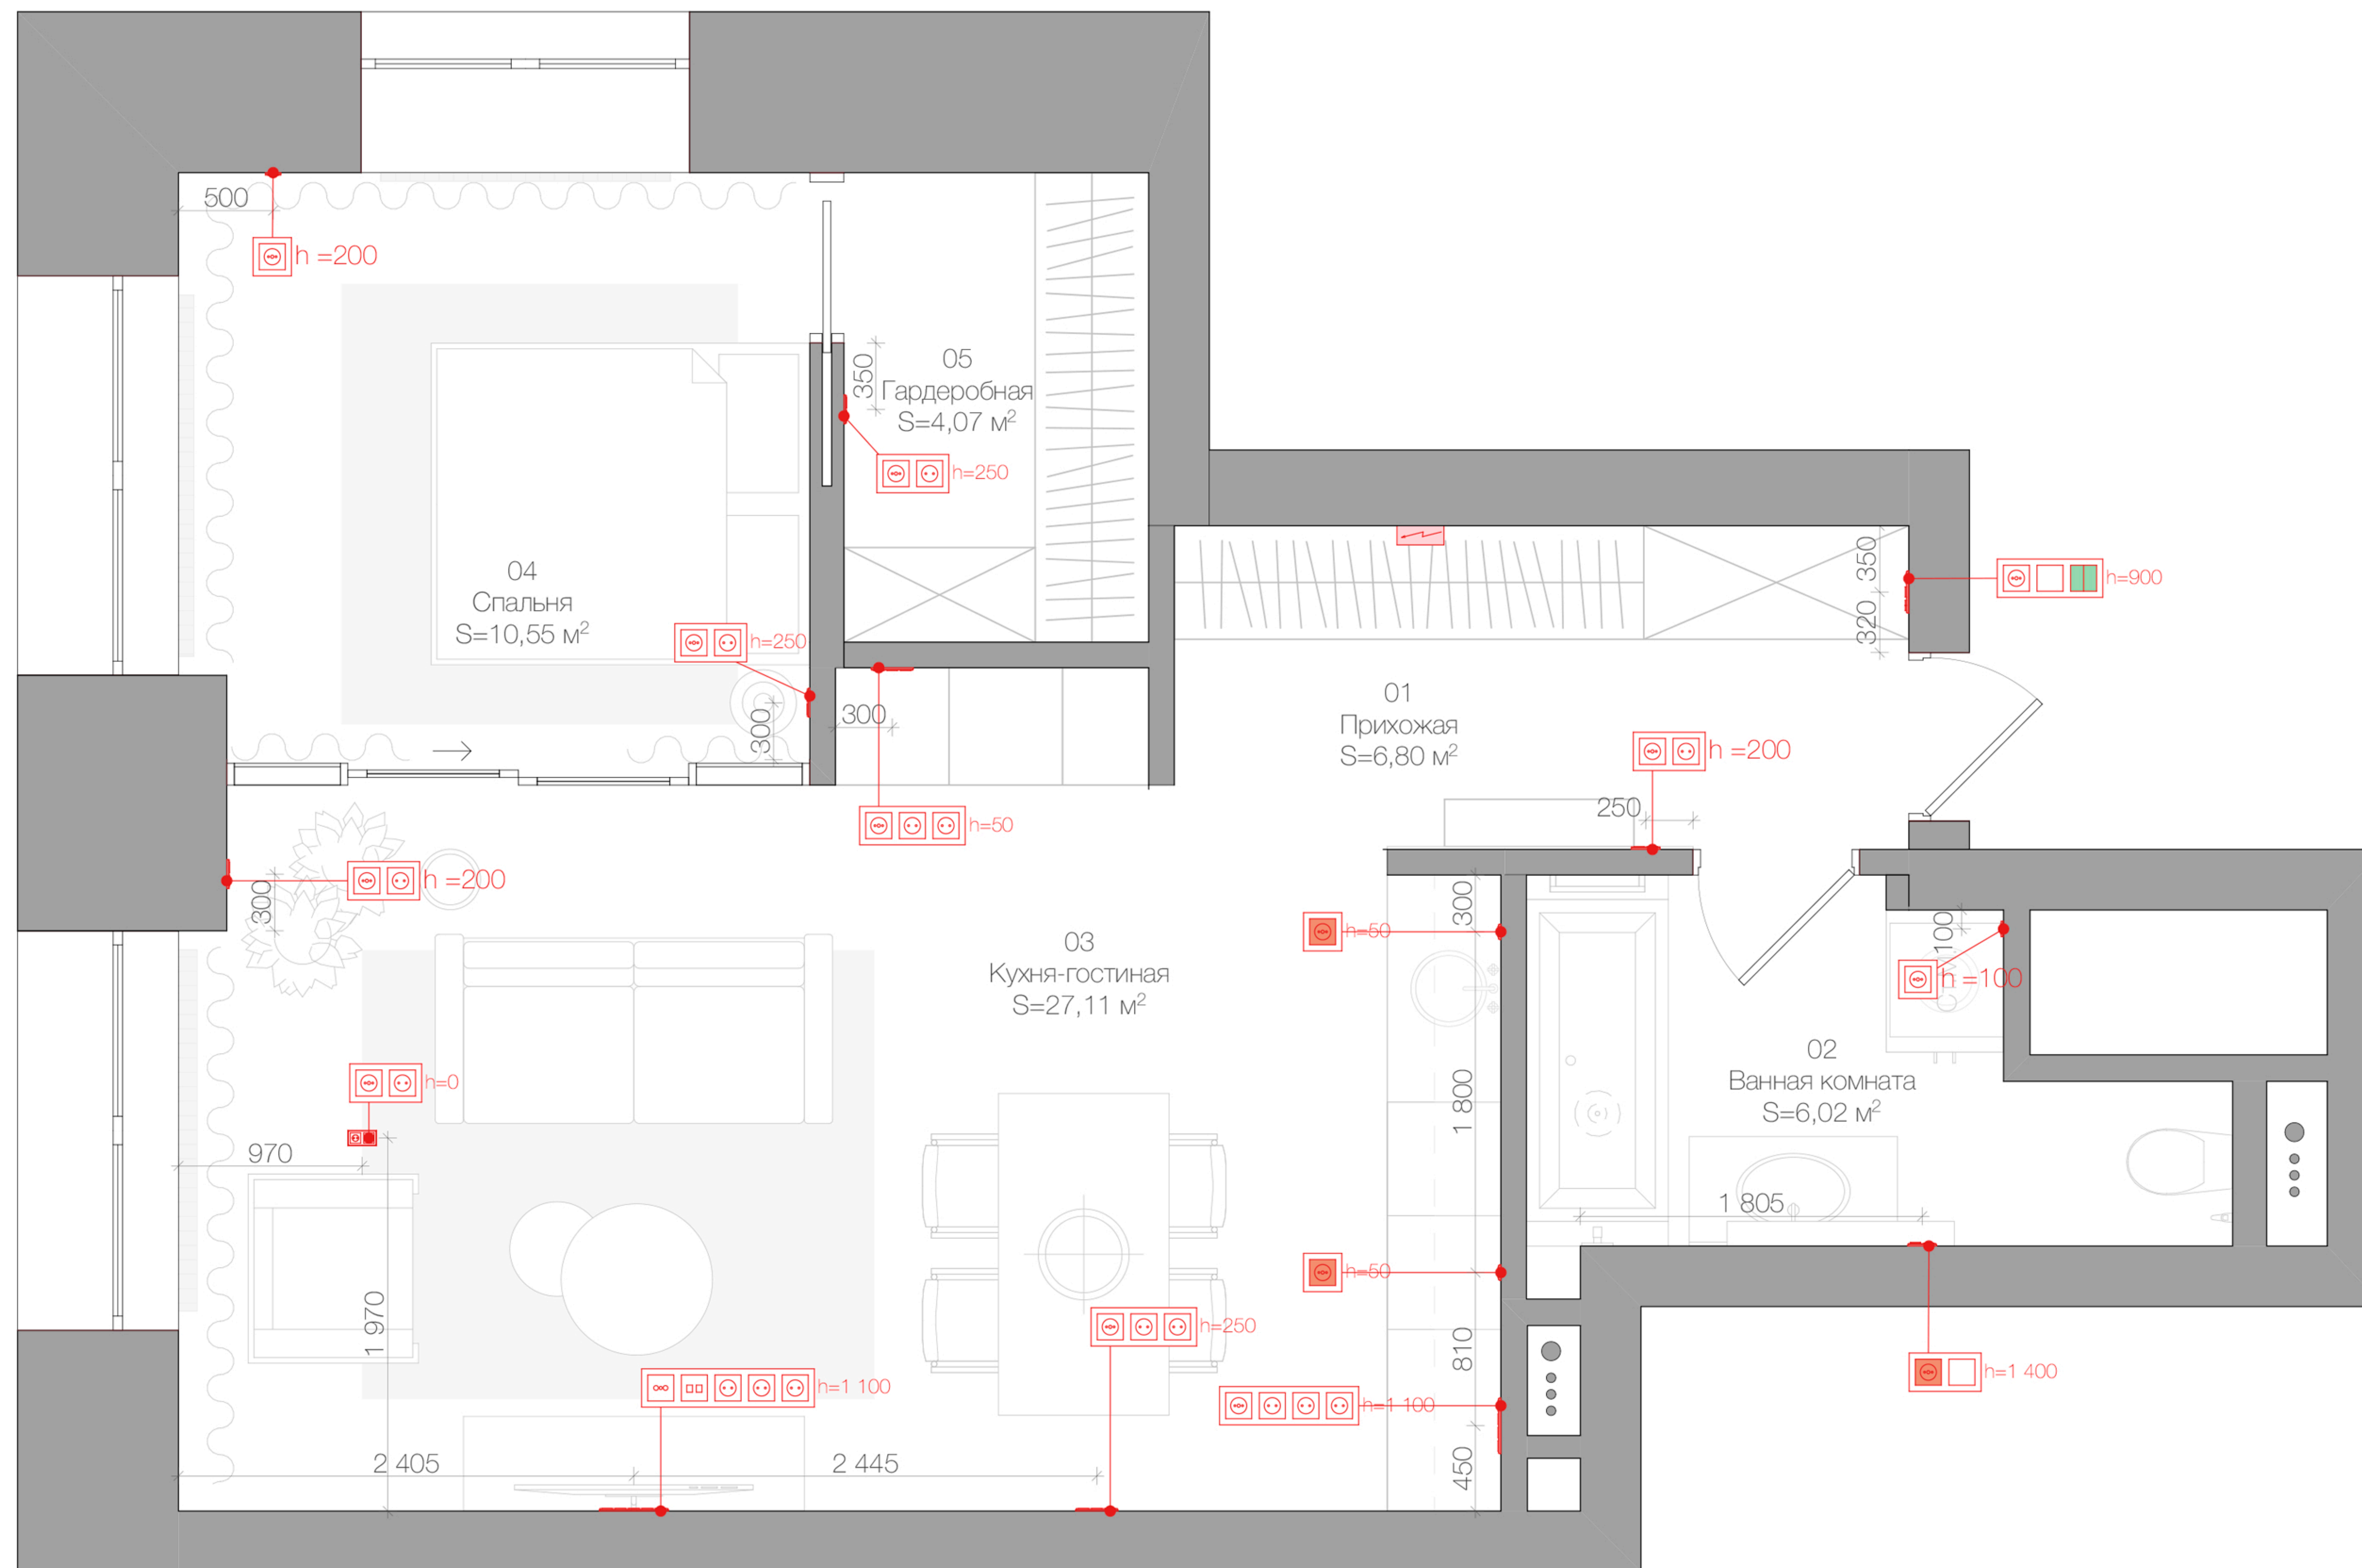 500
h =200
350
05
Гардеробная
S=4,07 м²
h=250
04
Спальня
S=10,55 м²
h=250
300
300
h=50
350
320
h=900
01
Прихожая
S=6,80 м²
h =200
250
300
h =200
300
h=50
03
Кухня-гостиная
S=27,11 м²
100
h =100
02
Ванная комната
S=6,02 м²
h=0
970
1 970
1 800
1 805
h=50
h=250
810
h=1 100
h=1 100
h=1 400
2 405
2 445
450